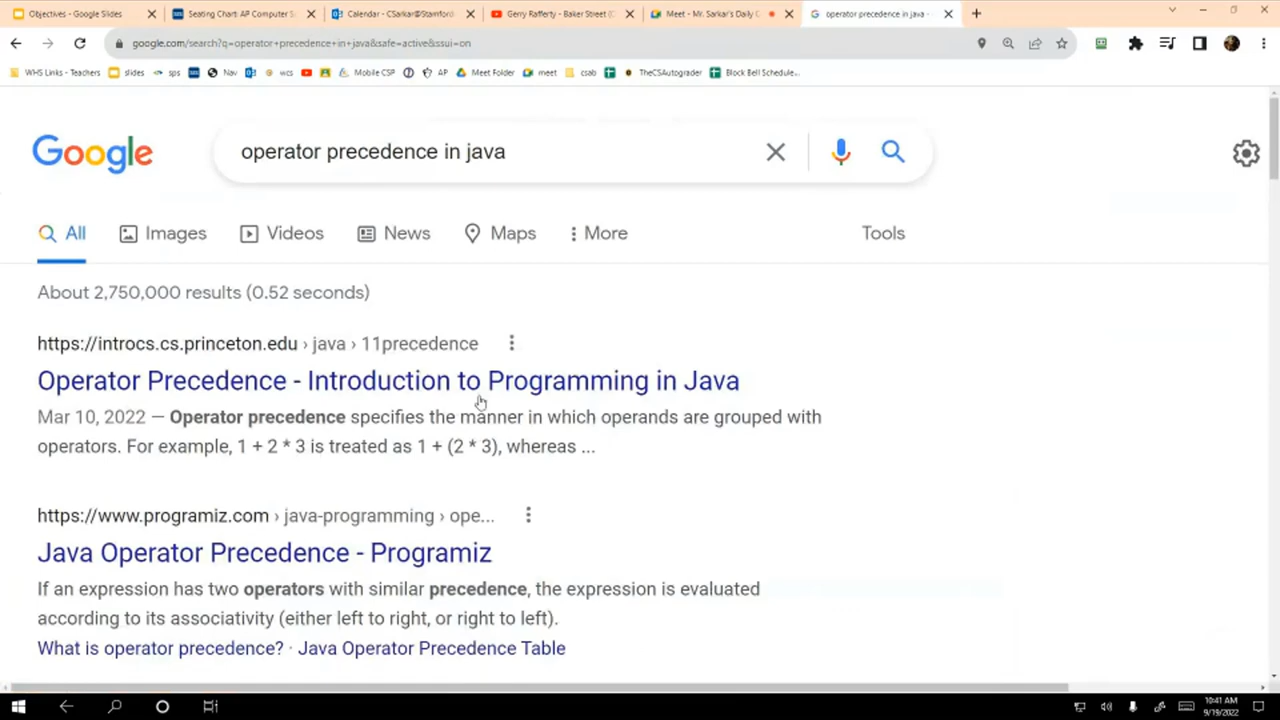 Objectives - Google Slides
Seating Chart: AP Computer S
Calendar - CSarkar@Stamford
Gerry Rafferty - Baker Street (C
Meet - Mr. Sarkar's Daily C
operator precedence in java -
google.com/search?q=operator+precedence+in+java&safe=active&ssui=on
WHS Links - Teachers
slides
sps
Nav
wcs
Mobile CSP
AP
Meet Folder
meet
csab
TheCSAutograder
Block Bell Schedule...
Google
operator precedence in java
All
Images
Videos
News
Maps
More
Tools
About 2,750,000 results (0.52 seconds)
https://introcs.cs.princeton.edu › java › 11precedence
Operator Precedence - Introduction to Programming in Java
Mar 10, 2022 — Operator precedence specifies the manner in which operands are grouped with
operators. For example, 1 + 2 * 3 is treated as 1 + (2 * 3), whereas ...
https://www.programiz.com › java-programming › ope...
Java Operator Precedence - Programiz
If an expression has two operators with similar precedence, the expression is evaluated
according to its associativity (either left to right, or right to left).
What is operator precedence? · Java Operator Precedence Table
10:41 AM
9/19/2022